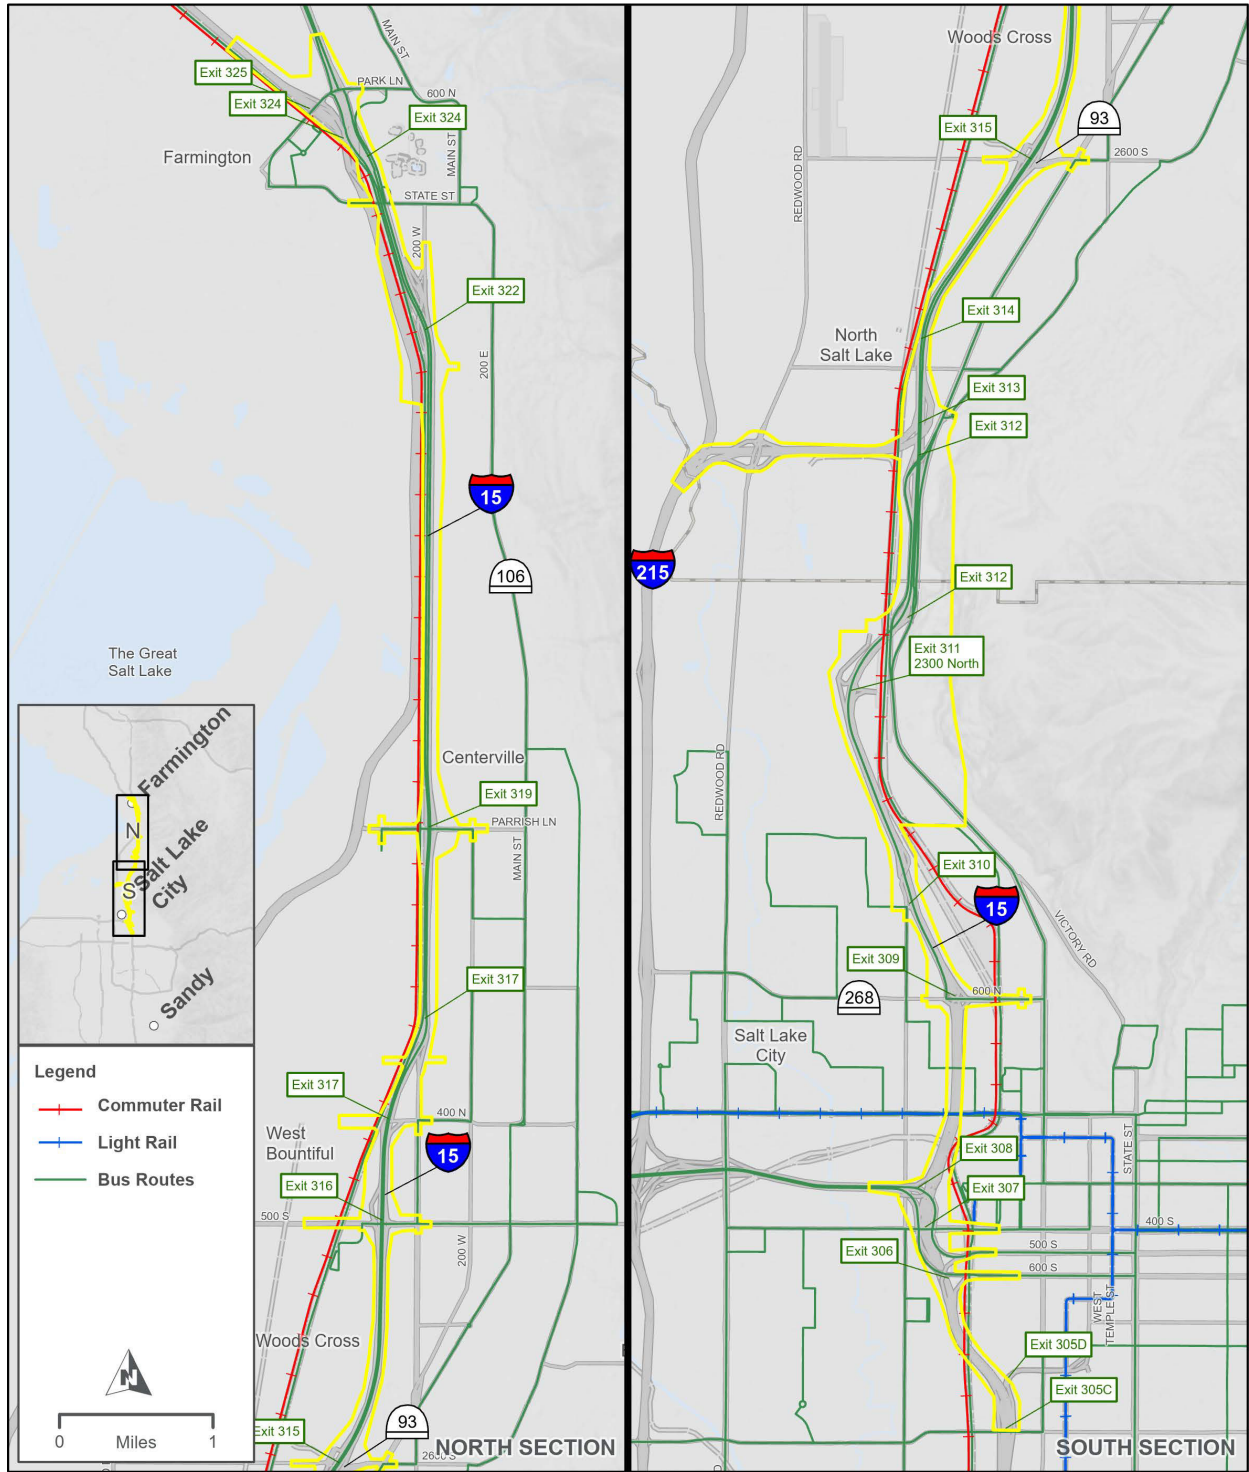 MAIN ST
Exit 325
PARK LN
600 N
Exit 324
Exit 324
Farmington
MAIN ST
STATE ST
200 W
Exit 322
200 E
15
106
The Great
Salt Lake
Centerville
Exit 319
PARRISH LN
MAIN ST
Exit 317
Exit 317
400 N
West
Bountiful
15
Exit 316
500 S
200 W
Woods Cross
Exit 315
93
2600 S
NORTH SECTION
Farmington
N
Salt Lake
City
S
Sandy
Legend
Commuter Rail
Light Rail
Bus Routes
N
0 Miles 1
Woods Cross
93
Exit 315
2600 S
REDWOOD RD
Exit 314
North
Salt Lake
Exit 313
Exit 312
215
Exit 312
Exit 311
2300 North
REDWOOD RD
Exit 310
15
VICTORY RD
Exit 309
600 N
268
Salt Lake
City
STATE ST
Exit 308
Exit 307
400 S
Exit 306
500 S
600 S
WEST
TEMPLE ST
Exit 305D
Exit 305C
SOUTH SECTION